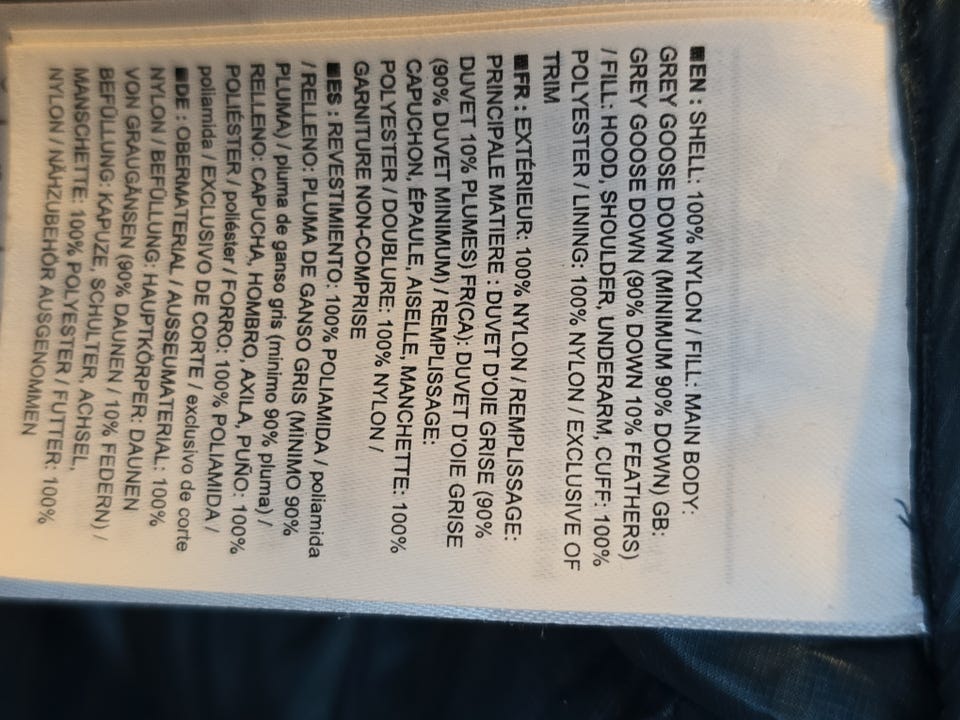 ■EN : SHELL: 100% NYLON / FILL: MAIN BODY:
GREY GOOSE DOWN (MINIMUM 90% DOWN) GB:
GREY GOOSE DOWN (90% DOWN 10% FEATHERS)
/ FILL: HOOD, SHOULDER, UNDERARM, CUFF: 100%
POLYESTER / LINING: 100% NYLON / EXCLUSIVE OF
TRIM
■FR : EXTÉRIEUR: 100% NYLON / REMPLISSAGE:
PRINCIPALE MATIERE : DUVET D'OIE GRISE (90%
DUVET 10% PLUMES) FR(CA): DUVET D'OIE GRISE
(90% DUVET MINIMUM) / REMPLISSAGE:
CAPUCHON, ÉPAULE, AISELLE, MANCHETTE: 100%
POLYESTER / DOUBLURE: 100% NYLON /
GARNITURE NON-COMPRISE
■ES : REVESTIMIENTO: 100% POLIAMIDA / poliamida
/ RELLENO: PLUMA DE GANSO GRIS (MÍNIMO 90%
PLUMA) / pluma de ganso gris (mínimo 90% pluma) /
RELLENO: CAPUCHA, HOMBRO, AXILA, PUÑO: 100%
POLIÉSTER / poliéster / FORRO: 100% POLIAMIDA /
poliamida / EXCLUSIVO DE CORTE / exclusivo de corte
■DE : OBERMATERIAL / AUSSEUMATERIAL: 100%
NYLON / BEFÜLLUNG: HAUPTKÖRPER: DAUNEN
VON GRAUGÄNSEN (90% DAUNEN / 10% FEDERN) /
BEFÜLLUNG: KAPUZE, SCHULTER, ACHSEL,
MANSCHETTE: 100% POLYESTER / FUTTER: 100%
NYLON / NÄHZUBEHÖR AUSGENOMMEN